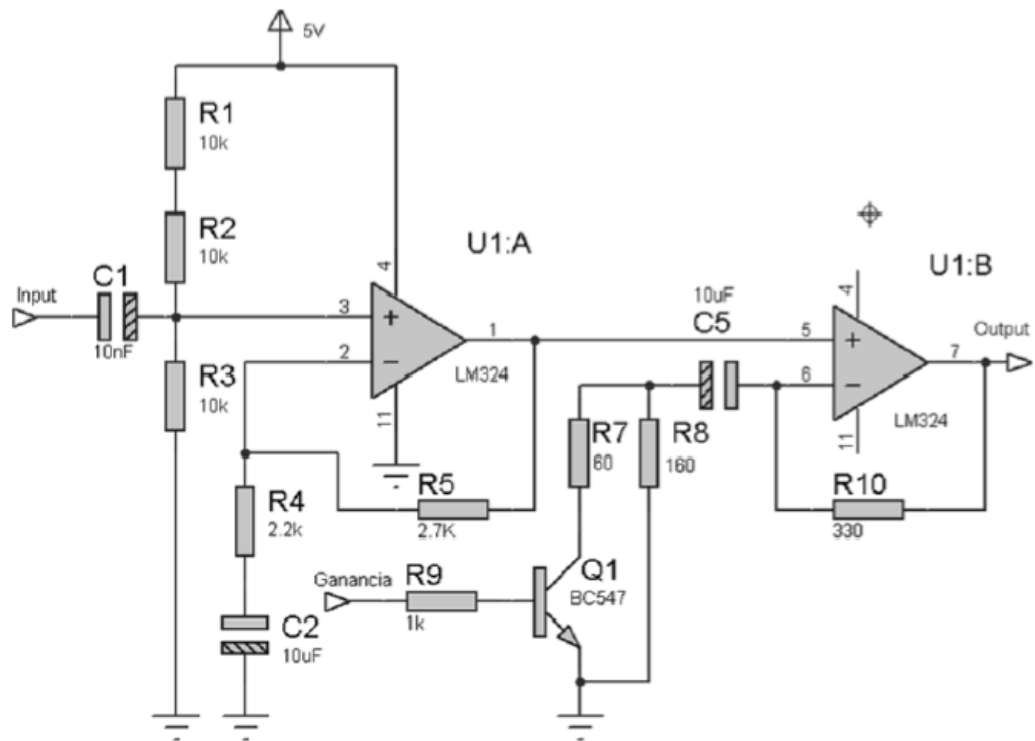 5V
R1
10k
R2
10k
U1:A
U1:B
C1
Input
10nF
4
3
2
1
11
LM324
10uF
C5
4
5
6
7
11
Output
LM324
R3
10k
R4
2.2k
R5
2.7K
R7
60
R8
160
R10
330
Ganancia
R9
1k
Q1
BC547
C2
10uF